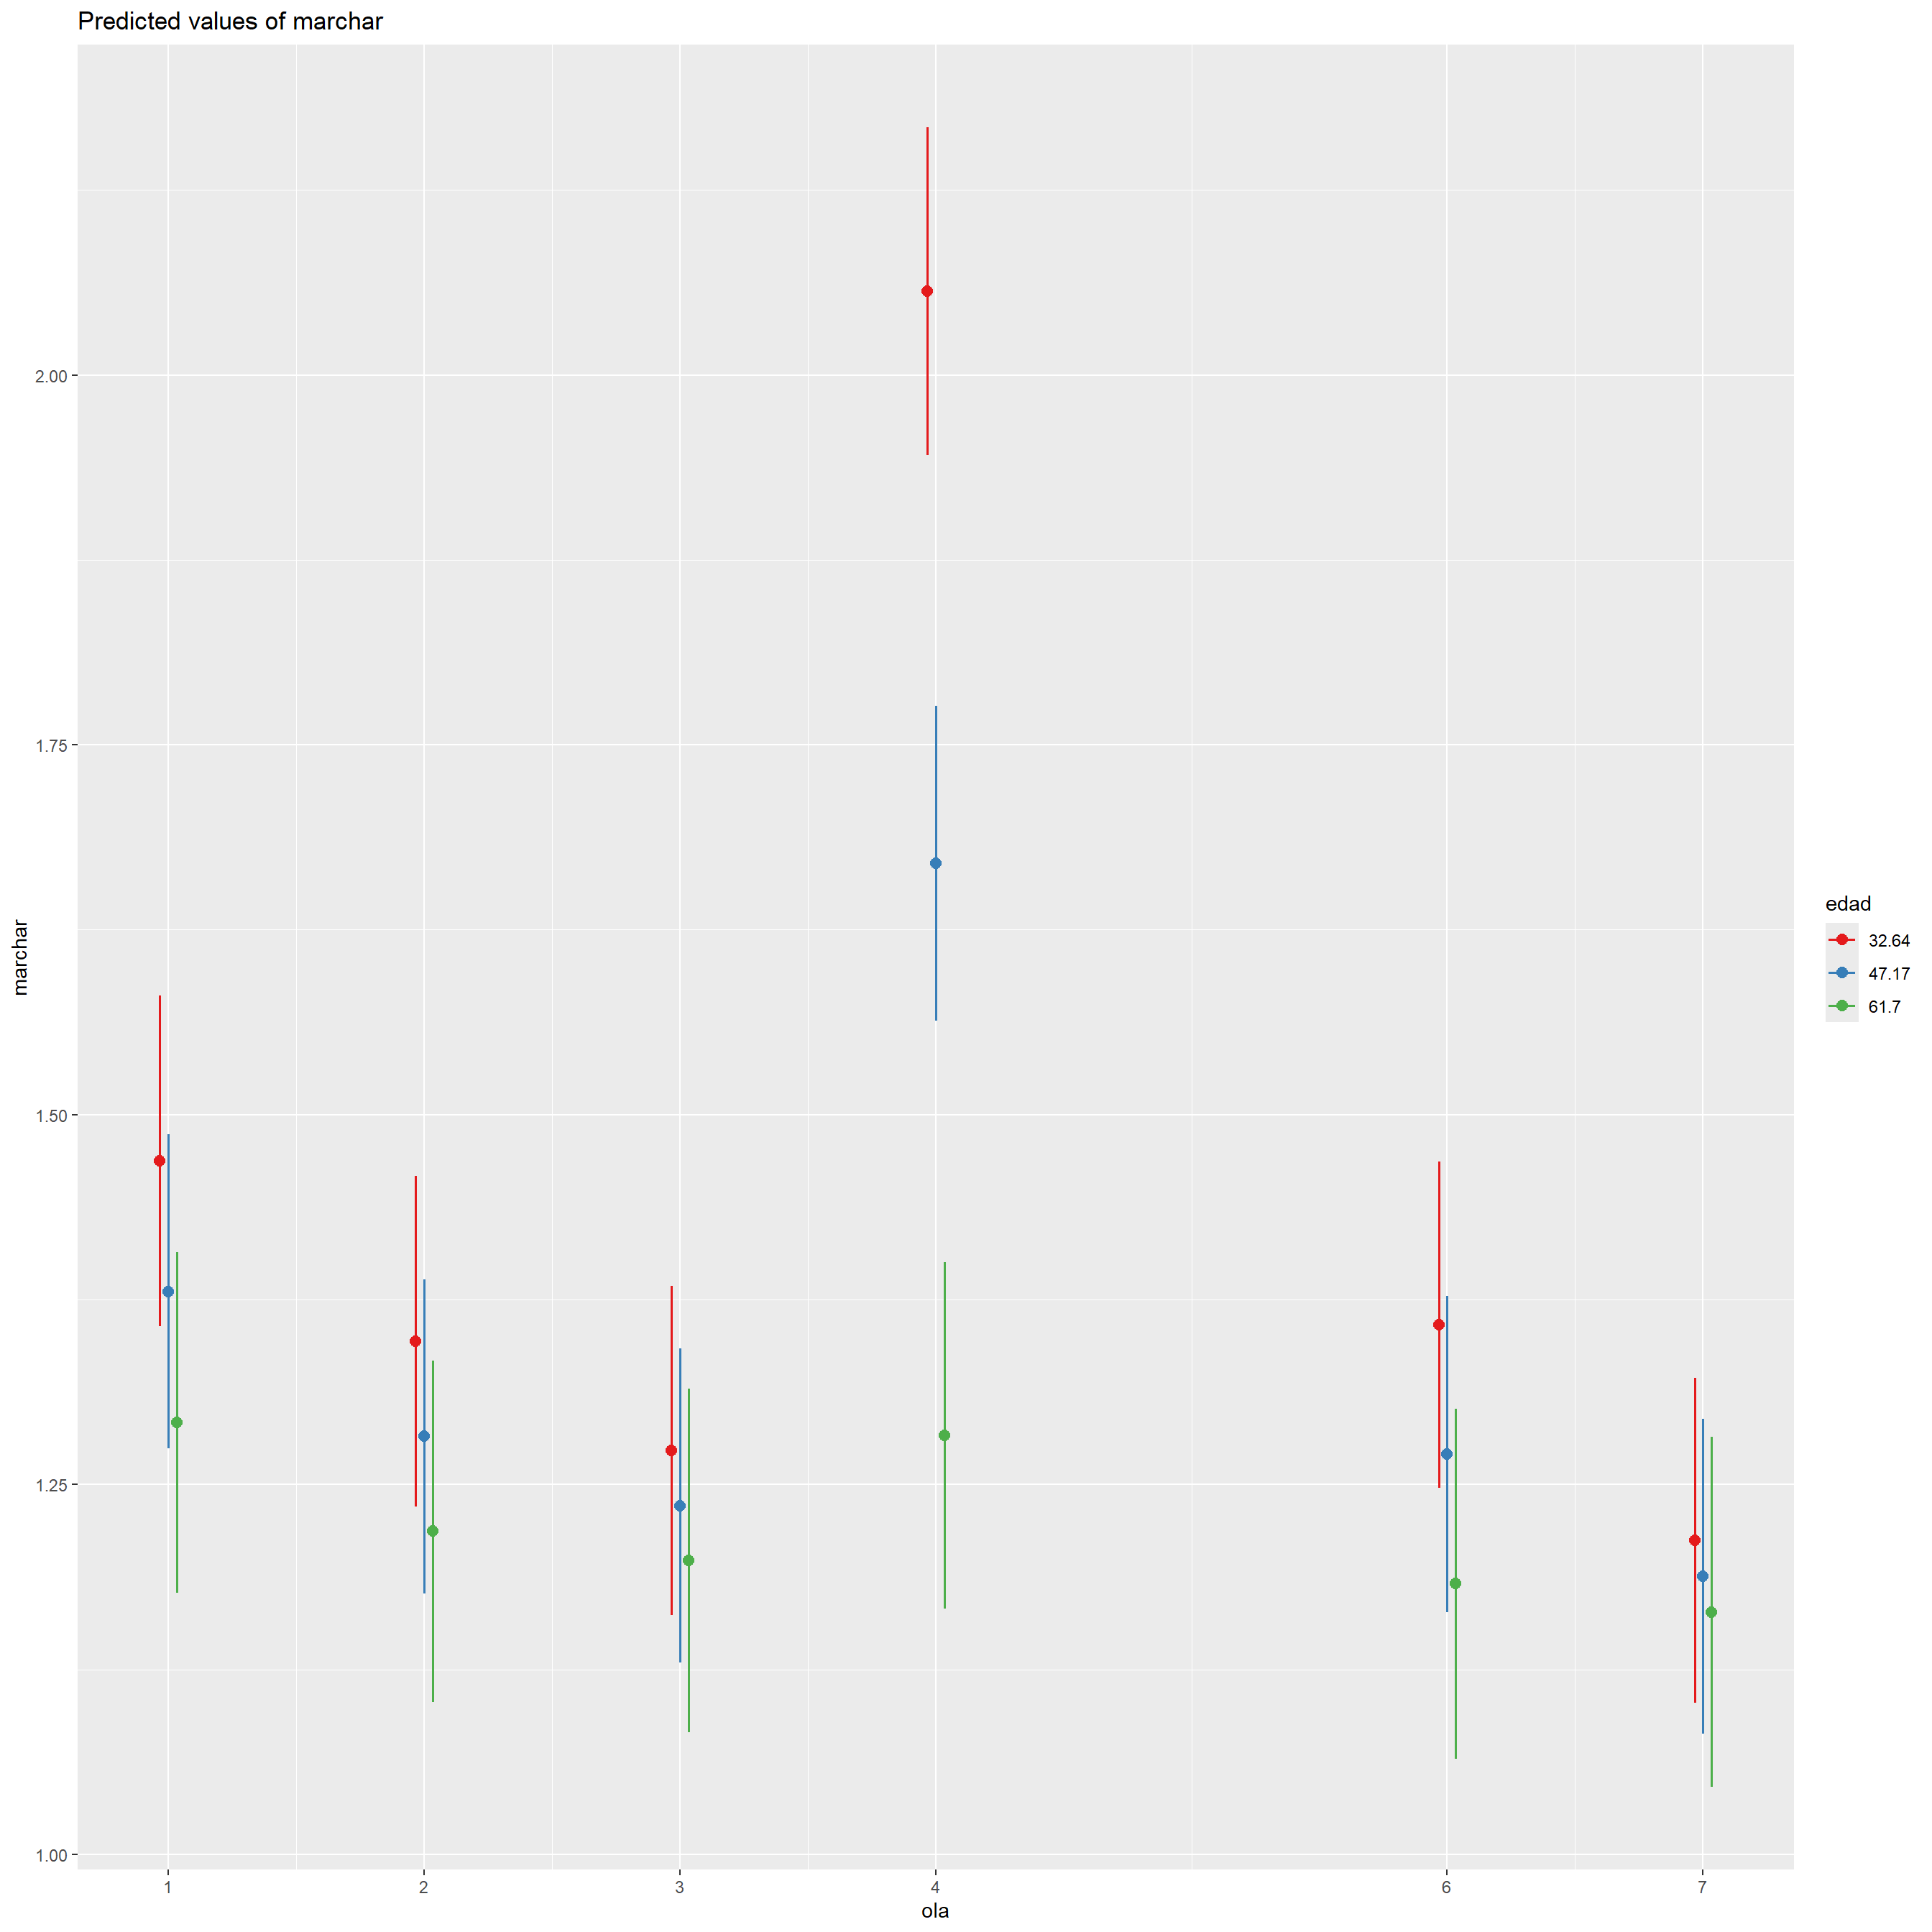 Predicted values of marchar
2.00
1.75
1.50
1.25
1.00
marchar
1 2 3 4 6 7
ola
edad
32.64
47.17
61.7